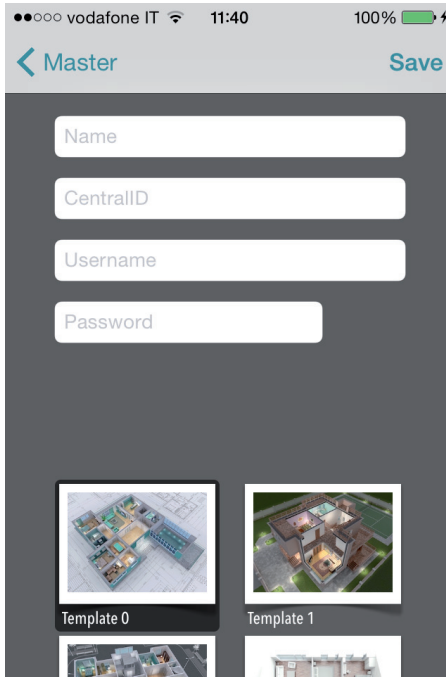 vodafone IT 11:40 100%
Master Save
Name
CentralID
Username
Password
Template 0 Template 1